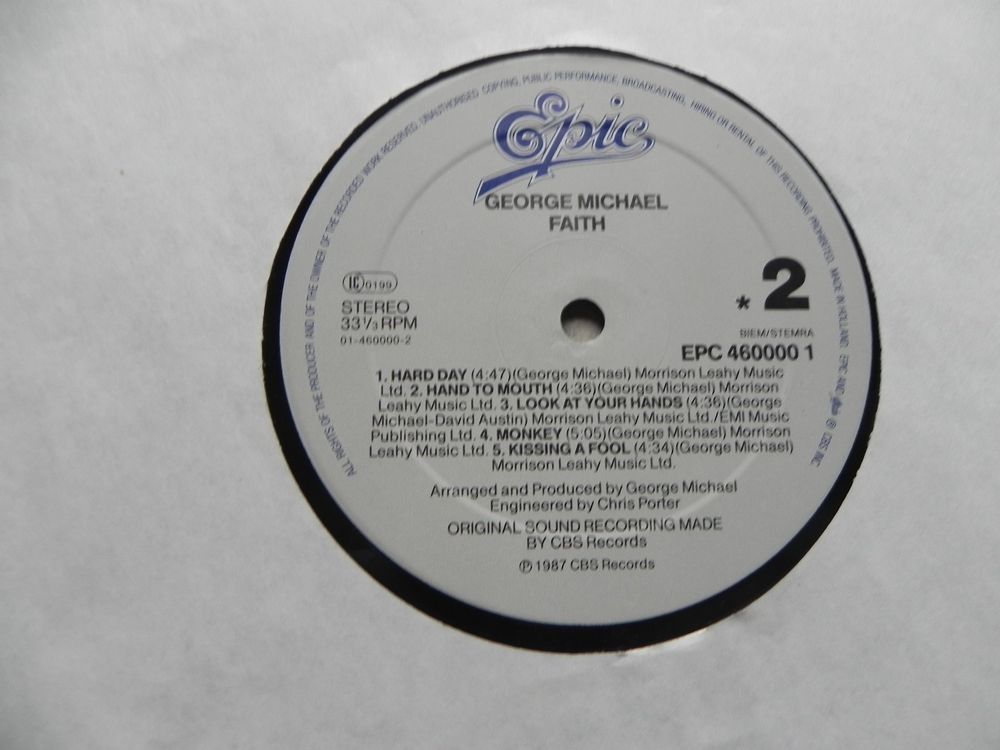 ALL RIGHTS OF THE PRODUCER AND OF THE OWNER OF THE RECORDED WORK RESERVED. UNAUTHORISED COPYING, PUBLIC PERFORMANCE, BROADCASTING, HIRING OR RENTAL OF THIS RECORDING PROHIBITED. MADE IN HOLLAND. EPIC AND ® CBS INC.
Epic
GEORGE MICHAEL
FAITH
LC 0199
STEREO
33⅓ RPM
01-460000-2
* 2
BIEM/STEMRA
EPC 460000 1
1. HARD DAY (4:47)(George Michael) Morrison Leahy Music
Ltd. 2. HAND TO MOUTH (4:36)(George Michael) Morrison
Leahy Music Ltd. 3. LOOK AT YOUR HANDS (4:36)(George
Michael-David Austin) Morrison Leahy Music Ltd./EMI Music
Publishing Ltd. 4. MONKEY (5:05)(George Michael) Morrison
Leahy Music Ltd. 5. KISSING A FOOL (4:34)(George Michael)
Morrison Leahy Music Ltd.
Arranged and Produced by George Michael
Engineered by Chris Porter
ORIGINAL SOUND RECORDING MADE
BY CBS Records
℗ 1987 CBS Records